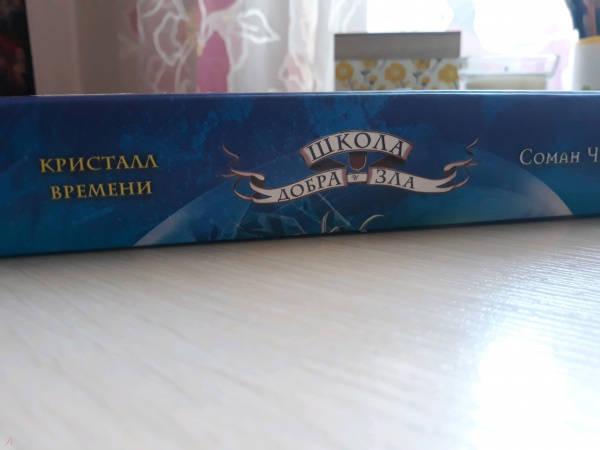 КРИСТАЛЛ
ВРЕМЕНИ
ШКОЛА
ДОБРА И ЗЛА
СОМАН Ч